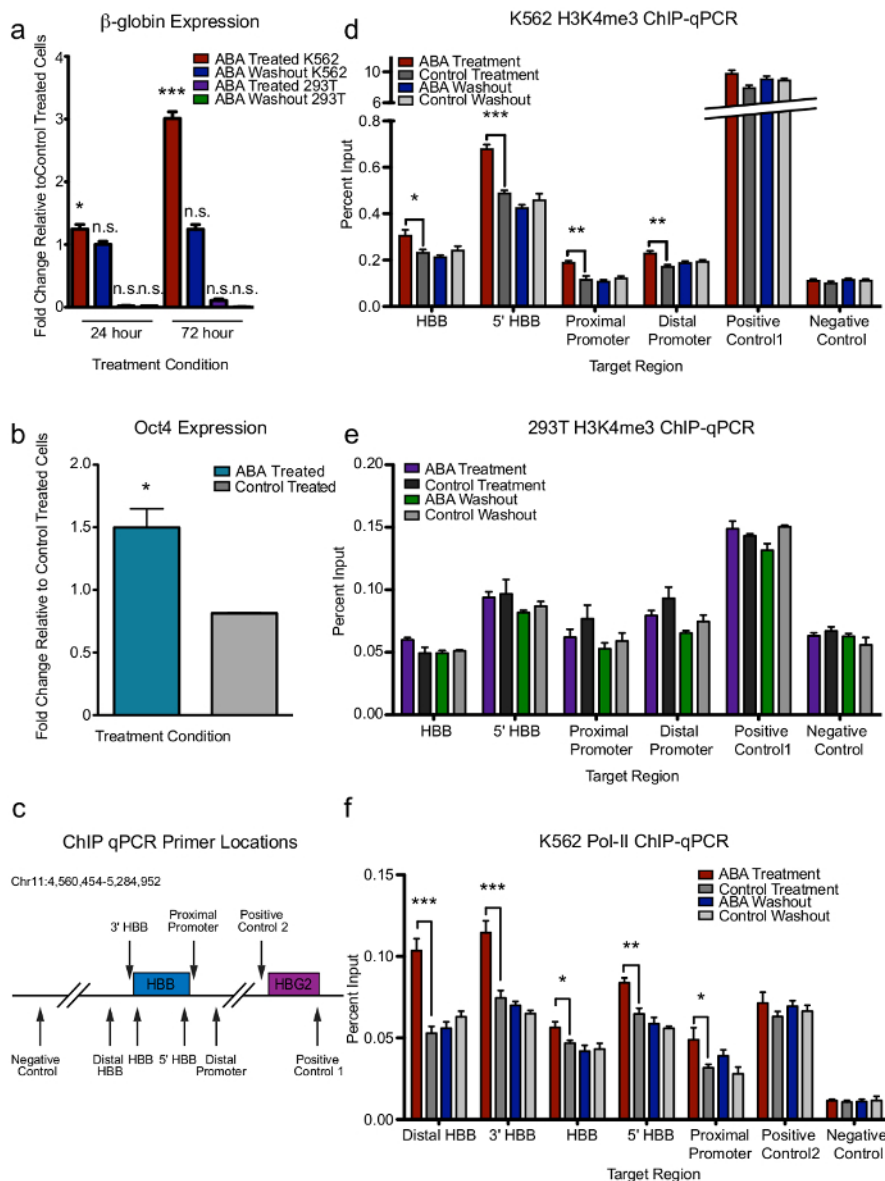 a
β-globin Expression
Fold Change Relative toControl Treated Cells
4
3
2
1
0
ABA Treated K562
ABA Washout K562
ABA Treated 293T
ABA Washout 293T
*
n.s.
n.s.n.s.
***
n.s.
n.s.n.s.
24 hour
72 hour
Treatment Condition
b
Oct4 Expression
Fold Change Relative to Control Treated Cells
2.0
1.5
1.0
0.5
0
ABA Treated
Control Treated
*
Treatment Condition
c
ChIP qPCR Primer Locations
Chr11:4,560,454-5,284,952
3' HBB
Proximal
Promoter
Positive
Control 2
HBB
HBG2
Negative
Control
Distal
HBB
HBB
5' HBB
Distal
Promoter
Positive
Control 1
d
K562 H3K4me3 ChIP-qPCR
Percent Input
10
6
0.8
0.6
0.4
0.2
0.0
ABA Treatment
Control Treatment
ABA Washout
Control Washout
*
***
**
**
HBB
5' HBB
Proximal
Promoter
Distal
Promoter
Positive
Control1
Negative
Control
Target Region
e
293T H3K4me3 ChIP-qPCR
Percent Input
0.20
0.15
0.10
0.05
0.00
ABA Treatment
Control Treatment
ABA Washout
Control Washout
HBB
5' HBB
Proximal
Promoter
Distal
Promoter
Positive
Control1
Negative
Control
Target Region
f
K562 Pol-II ChIP-qPCR
Percent Input
0.15
0.10
0.05
0.00
ABA Treatment
Control Treatment
ABA Washout
Control Washout
***
***
*
**
*
Distal HBB
3' HBB
HBB
5' HBB
Proximal
Promoter
Positive
Control2
Negative
Control
Target Region